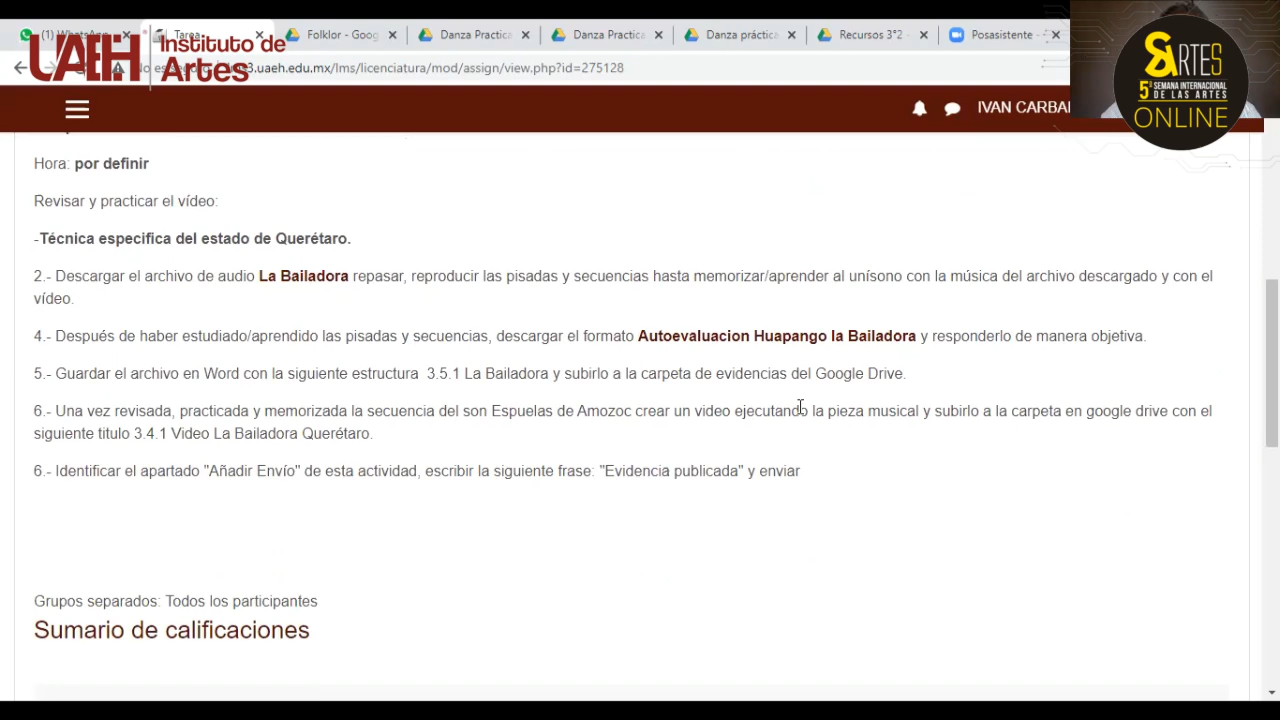 (1) WhatsApp
Tarea
Folklor - Goog
Danza Practica
Danza Practica
Danza práctica
Recursos 3°2 -
Posasistente -
UAEH Instituto de
Artes
3.uaeh.edu.mx/lms/licenciatura/mod/assign/view.php?id=275128
IVAN CARBA
ARTES
5ª SEMANA INTERNACIONAL
DE LAS ARTES
ONLINE
Hora: por definir
Revisar y practicar el vídeo:
-Técnica especifica del estado de Querétaro.
2.- Descargar el archivo de audio La Bailadora repasar, reproducir las pisadas y secuencias hasta memorizar/aprender al unísono con la música del archivo descargado y con el
vídeo.
4.- Después de haber estudiado/aprendido las pisadas y secuencias, descargar el formato Autoevaluacion Huapango la Bailadora y responderlo de manera objetiva.
5.- Guardar el archivo en Word con la siguiente estructura 3.5.1 La Bailadora y subirlo a la carpeta de evidencias del Google Drive.
6.- Una vez revisada, practicada y memorizada la secuencia del son Espuelas de Amozoc crear un video ejecutando la pieza musical y subirlo a la carpeta en google drive con el
siguiente titulo 3.4.1 Video La Bailadora Querétaro.
6.- Identificar el apartado "Añadir Envío" de esta actividad, escribir la siguiente frase: "Evidencia publicada" y enviar
Grupos separados: Todos los participantes
Sumario de calificaciones